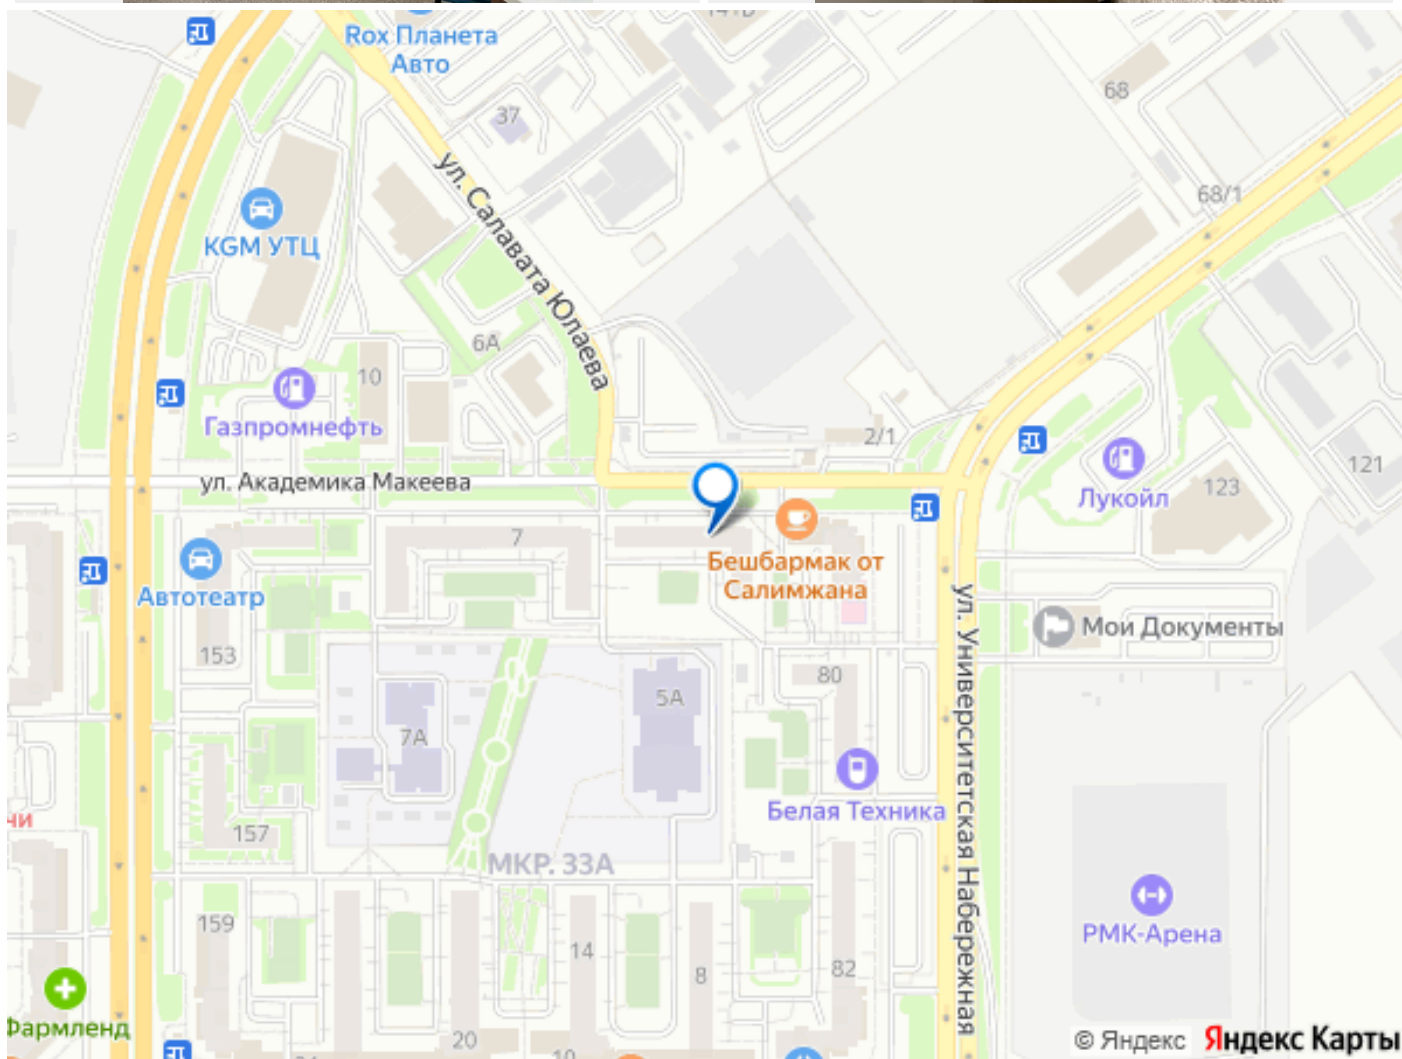 Rox Планета
Авто
37
68
68/1
ул. Салавата Юлаева
KGM УТЦ
6А
10
Газпромнефть
2/1
121
Лукойл
123
ул. Академика Макеева
7
Бешбармак от
Салимжана
Автотеатр
153
ул. Университетская Набережная
Мои Документы
80
5А
7А
Белая Техника
чи
157
МКР. 33А
159
14
8
82
РМК-Арена
Фармленд
20
© Яндекс Яндекс Карты